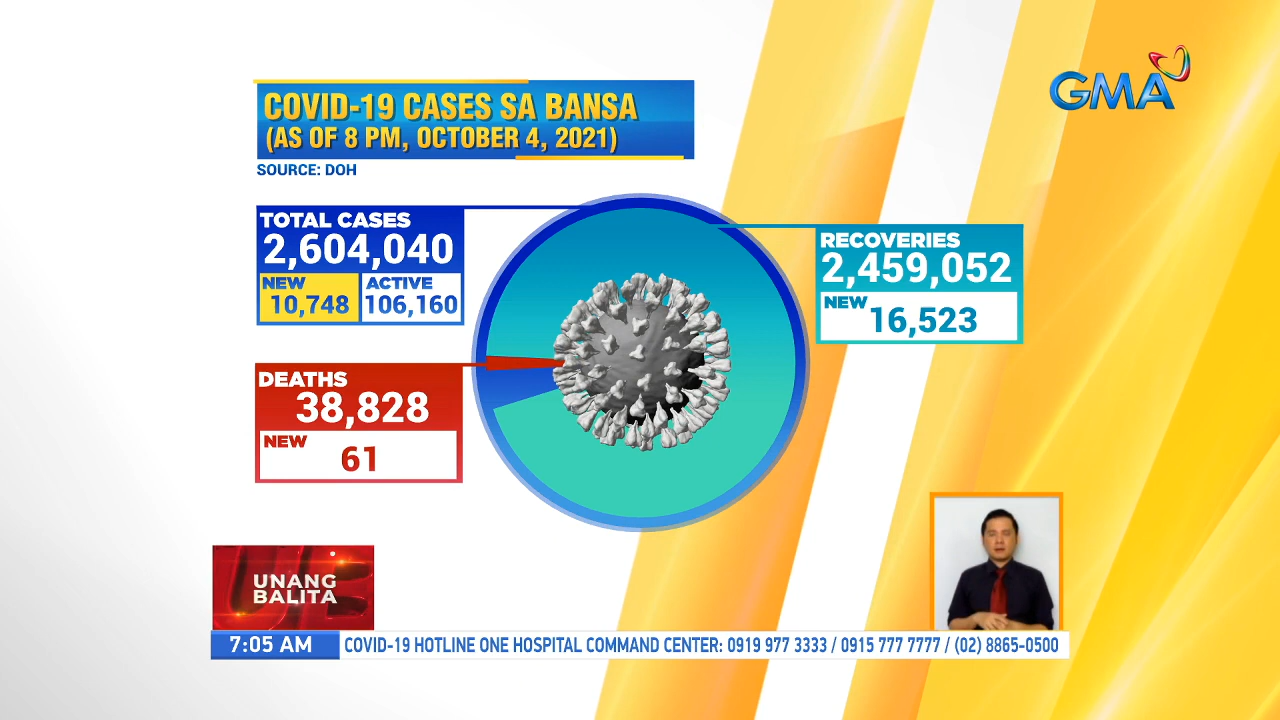 GMA
COVID-19 CASES SA BANSA
(AS OF 8 PM, OCTOBER 4, 2021)
SOURCE: DOH
TOTAL CASES
2,604,040
NEW
10,748
ACTIVE
106,160
RECOVERIES
2,459,052
NEW
16,523
DEATHS
38,828
NEW
61
UNANG
BALITA
7:05 AM
COVID-19 HOTLINE ONE HOSPITAL COMMAND CENTER: 0919 977 3333 / 0915 777 7777 / (02) 8865-0500